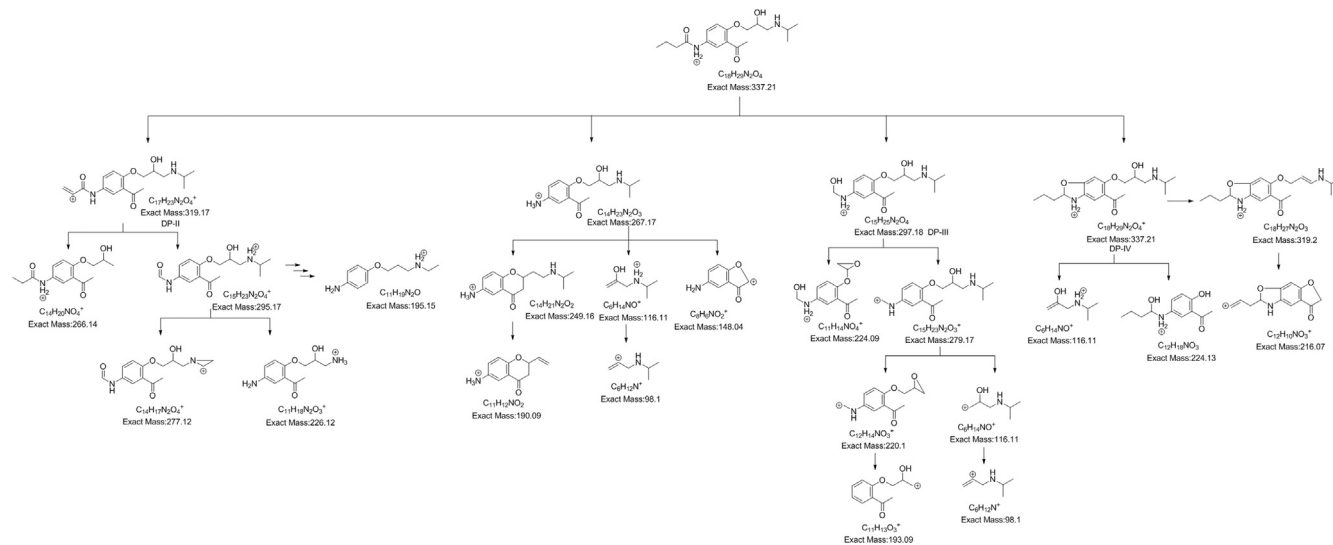 C18H29N2O4
Exact Mass:337.21
C17H23N2O4+
Exact Mass:319.17
DP-II
C14H23N2O3
Exact Mass:267.17
C15H25N2O4
Exact Mass:297.18 DP-III
C18H29N2O4+
Exact Mass:337.21
DP-IV
C18H27N2O3
Exact Mass:319.2
C14H20NO4+
Exact Mass:266.14
C15H23N2O4+
Exact Mass:295.17
C11H19N2O
Exact Mass:195.15
C14H21N2O2
Exact Mass:249.16
C6H14NO+
Exact Mass:116.11
C8H6NO2+
Exact Mass:148.04
C11H14NO4+
Exact Mass:224.09
C15H23N2O3+
Exact Mass:279.17
C6H14NO+
Exact Mass:116.11
C12H18NO3
Exact Mass:224.13
C12H10NO3+
Exact Mass:216.07
C14H17N2O4+
Exact Mass:277.12
C11H18N2O3+
Exact Mass:226.12
C11H12NO2
Exact Mass:190.09
C6H12N+
Exact Mass:98.1
C12H14NO3+
Exact Mass:220.1
C6H14NO+
Exact Mass:116.11
C11H13O3+
Exact Mass:193.09
C6H12N+
Exact Mass:98.1